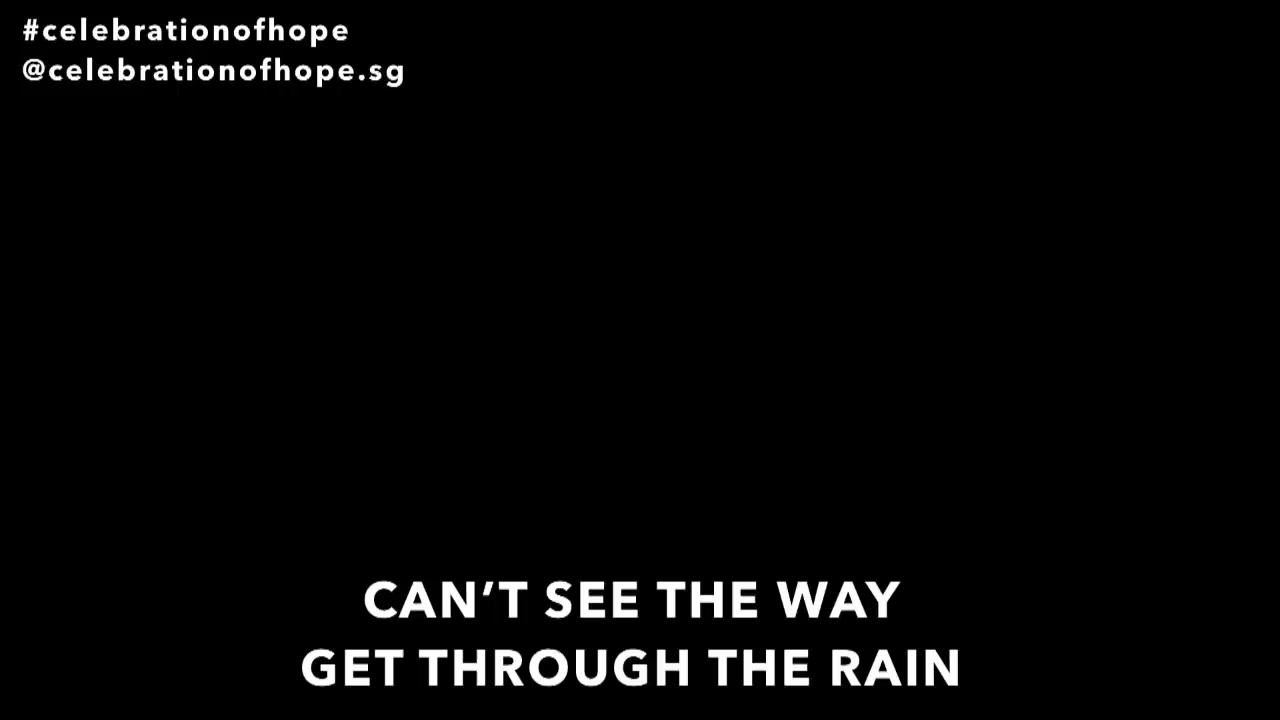 #celebrationofhope
@celebrationofhope.sg
CAN’T SEE THE WAY
GET THROUGH THE RAIN